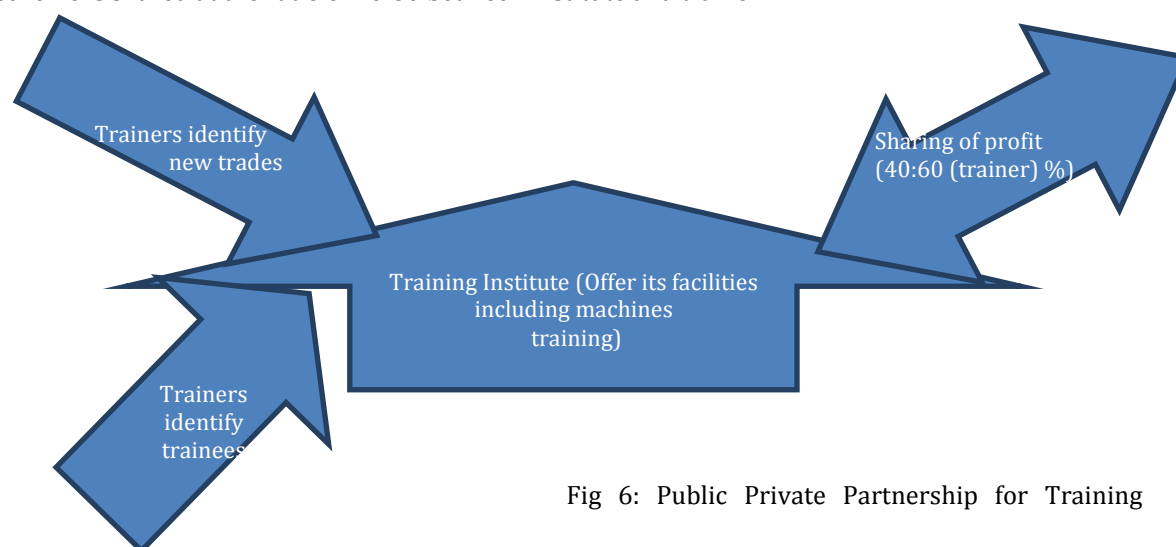 Trainers identify
new trades
Sharing of profit
(40:60 (trainer) %)
Training Institute (Offer its facilities
including machines
training)
Trainers
identify
trainees
Fig 6: Public Private Partnership for Training